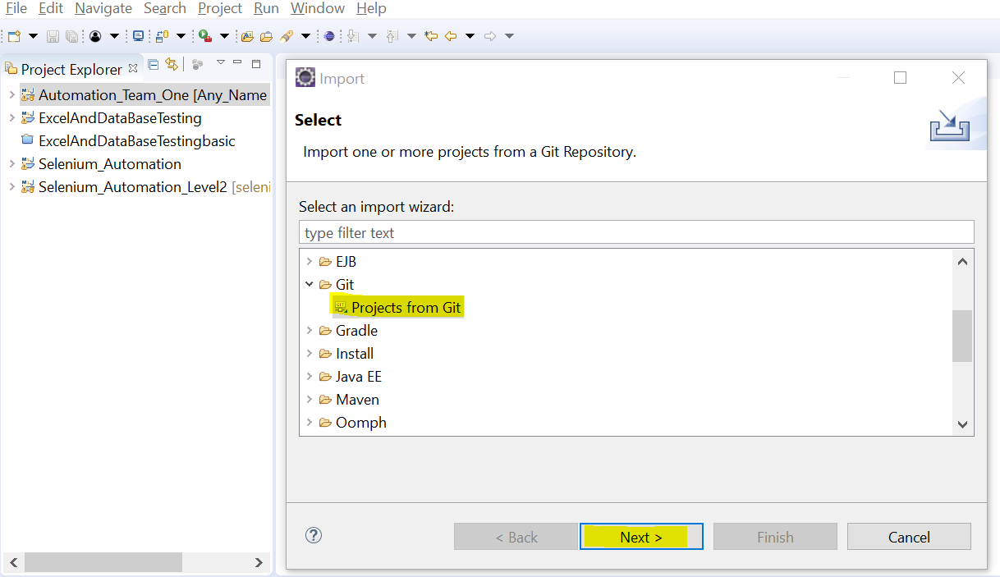 File Edit Navigate Search Project Run Window Help
Project Explorer
Automation_Team_One [Any_Name
ExcelAndDataBaseTesting
ExcelAndDataBaseTestingbasic
Selenium_Automation
Selenium_Automation_Level2 [seleni
Import
Select
Import one or more projects from a Git Repository.
Select an import wizard:
type filter text
EJB
Git
Projects from Git
Gradle
Install
Java EE
Maven
Oomph
< Back Next > Finish Cancel